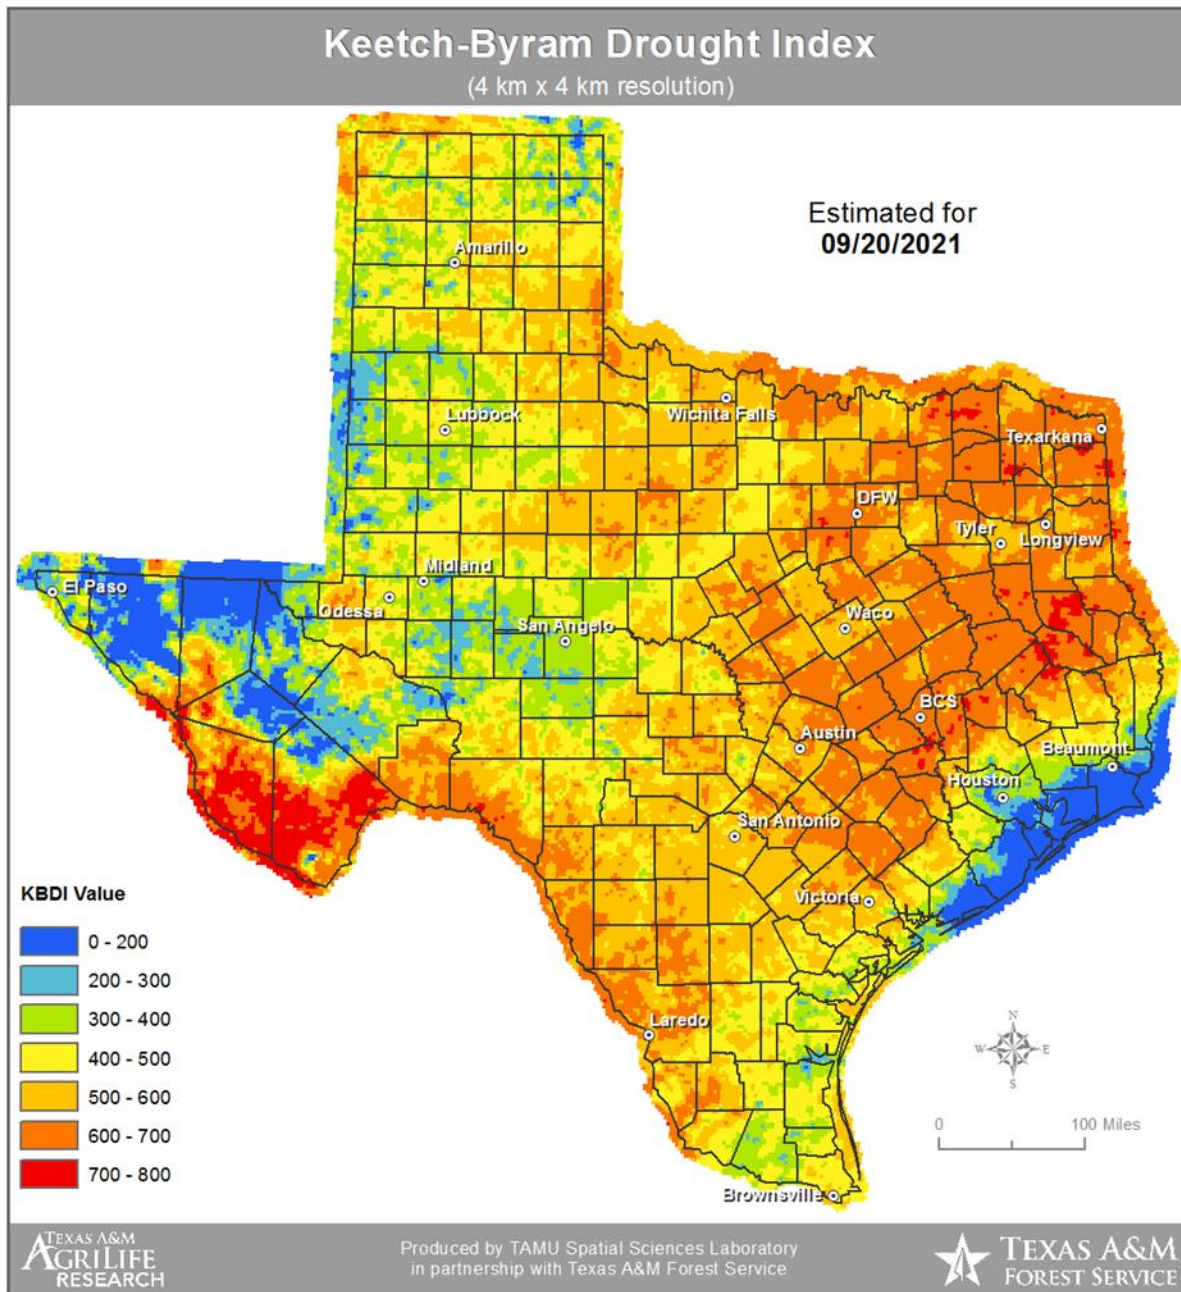 Keetch-Byram Drought Index
(4 km x 4 km resolution)
Estimated for
09/20/2021
Amarillo
Lubbock
Wichita Falls
Texarkana
DFW
Tyler
Longview
Midland
El Paso
Odessa
San Angelo
Waco
BCS
Austin
Beaumont
Houston
San Antonio
Victoria
Laredo
Brownsville
KBDI Value
0 - 200
200 - 300
300 - 400
400 - 500
500 - 600
600 - 700
700 - 800
N
W E
S
0 100 Miles
TEXAS A&M
AGRILIFE
RESEARCH
Produced by TAMU Spatial Sciences Laboratory
in partnership with Texas A&M Forest Service
TEXAS A&M
FOREST SERVICE